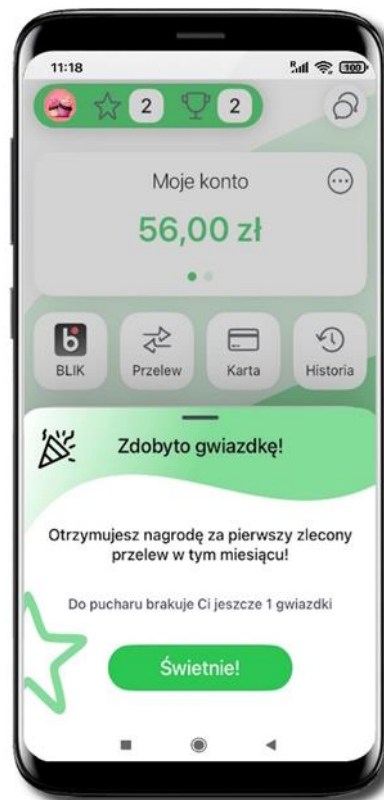 11:18
R
100
2
2
Moje konto
56,00 zł
b
BLIK
Przelew
Karta
Historia
Zdobyto gwiazdkę!
Otrzymujesz nagrodę za pierwszy zlecony
przelew w tym miesiącu!
Do pucharu brakuje Ci jeszcze 1 gwiazdki
Świetnie!